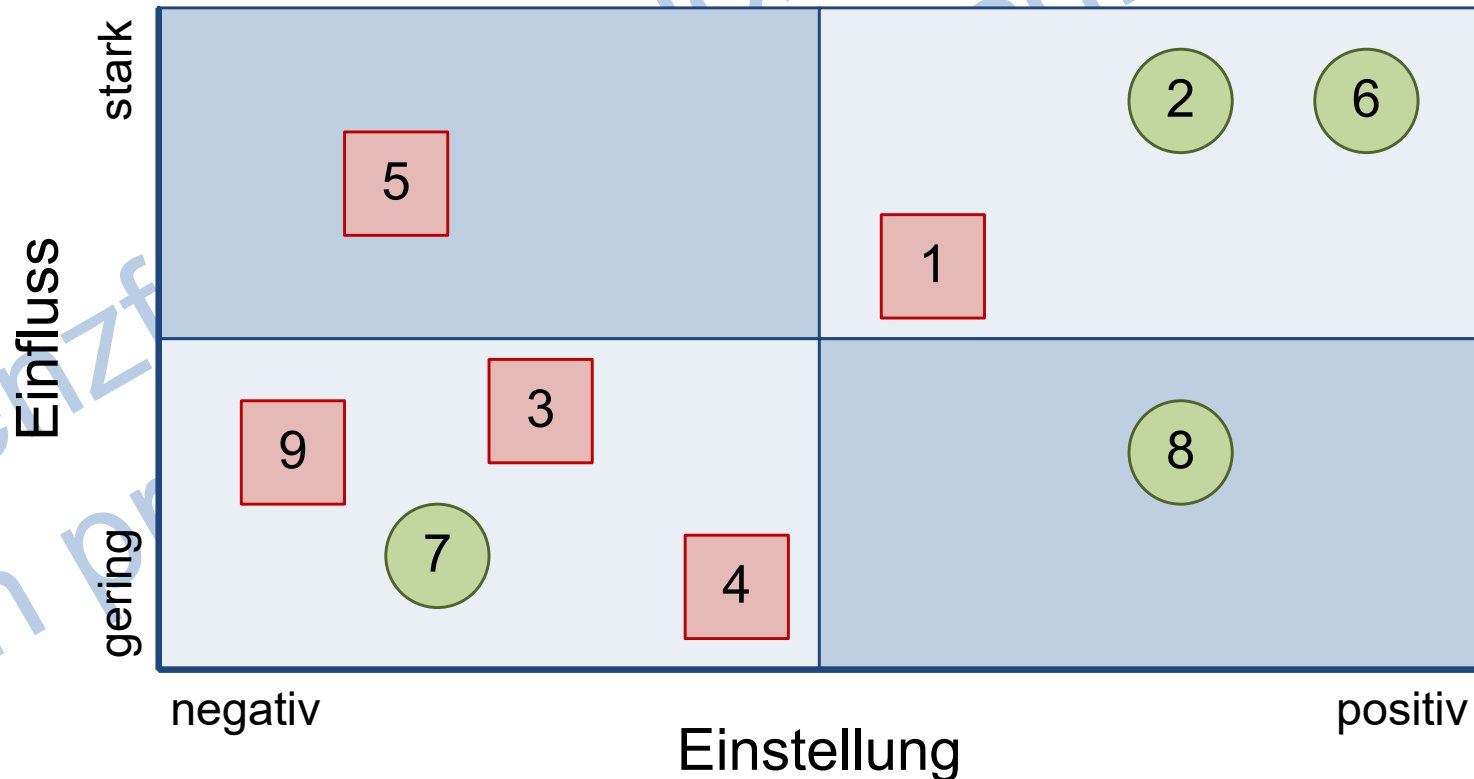 stark
2
6
5
1
Einfluss
3
9
8
7
4
gering
negativ
positiv
Einstellung